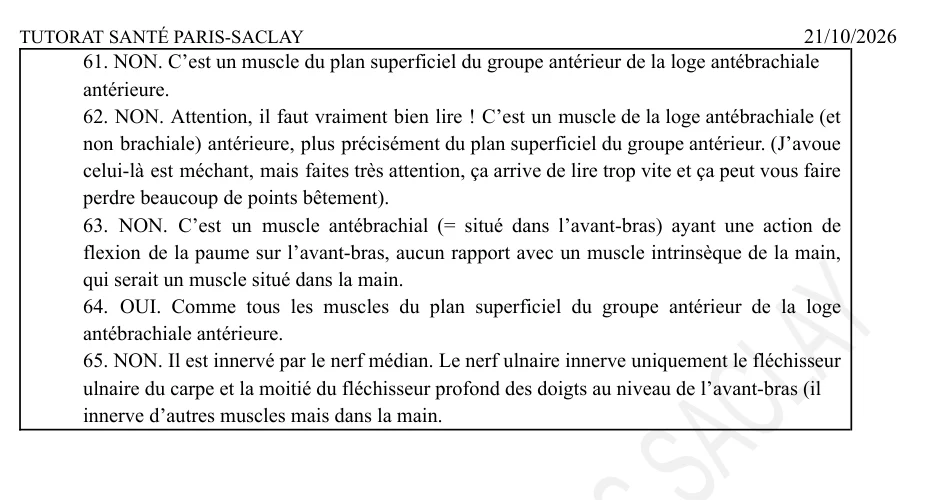 TUTORAT SANTÉ PARIS-SACLAY 21/10/2026
61. NON. C’est un muscle du plan superficiel du groupe antérieur de la loge antébrachiale
antérieure.
62. NON. Attention, il faut vraiment bien lire ! C’est un muscle de la loge antébrachiale (et
non brachiale) antérieure, plus précisément du plan superficiel du groupe antérieur. (J’avoue
celui-là est méchant, mais faites très attention, ça arrive de lire trop vite et ça peut vous faire
perdre beaucoup de points bêtement).
63. NON. C’est un muscle antébrachial (= situé dans l’avant-bras) ayant une action de
flexion de la paume sur l’avant-bras, aucun rapport avec un muscle intrinsèque de la main,
qui serait un muscle situé dans la main.
64. OUI. Comme tous les muscles du plan superficiel du groupe antérieur de la loge
antébrachiale antérieure.
65. NON. Il est innervé par le nerf médian. Le nerf ulnaire innerve uniquement le fléchisseur
ulnaire du carpe et la moitié du fléchisseur profond des doigts au niveau de l’avant-bras (il
innerve d’autres muscles mais dans la main.
SACLAY